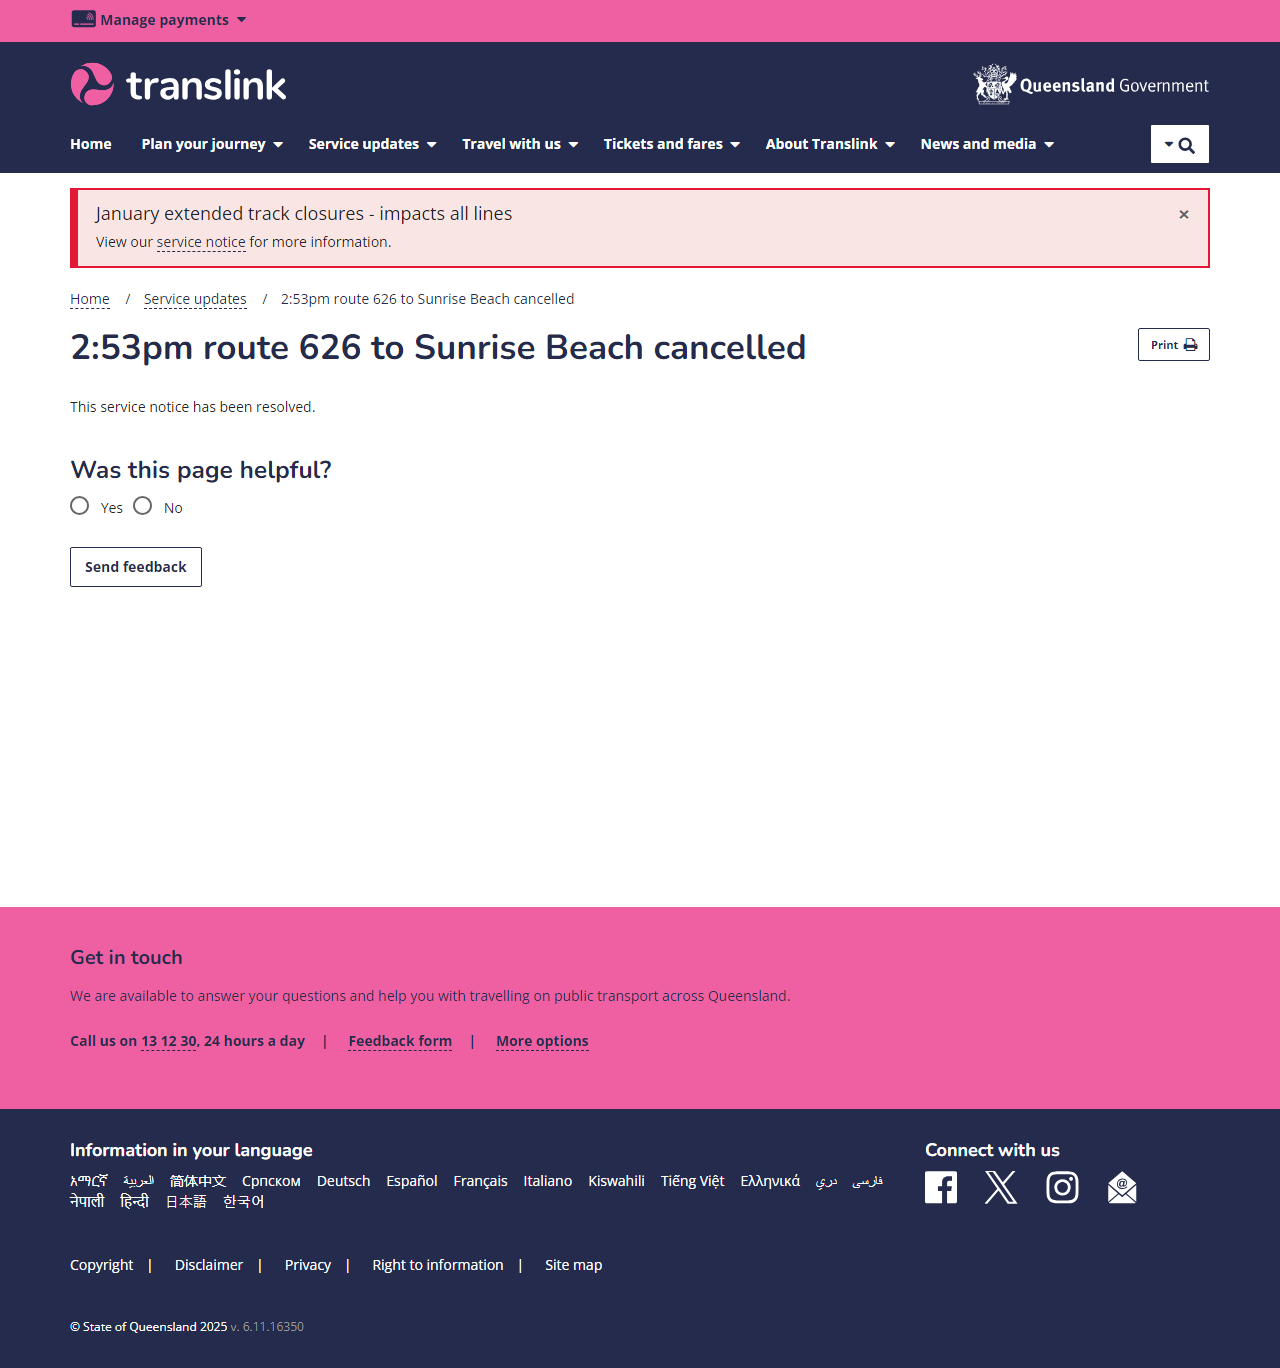 Manage payments
translink
Queensland Government
Home Plan your journey Service updates Travel with us Tickets and fares About Translink News and media
January extended track closures - impacts all lines
×
View our service notice for more information.
Home / Service updates / 2:53pm route 626 to Sunrise Beach cancelled
2:53pm route 626 to Sunrise Beach cancelled
Print
This service notice has been resolved.
Was this page helpful?
Yes No
Send feedback
Get in touch
We are available to answer your questions and help you with travelling on public transport across Queensland.
Call us on 13 12 30, 24 hours a day | Feedback form | More options
Information in your language
አማርኛ العربية 简体中文 Српском Deutsch Español Français Italiano Kiswahili Tiếng Việt Ελληνικά دري فارسی
नेपाली हिन्दी 日本語 한국어
Connect with us
Copyright | Disclaimer | Privacy | Right to information | Site map
© State of Queensland 2025 v. 6.11.16350